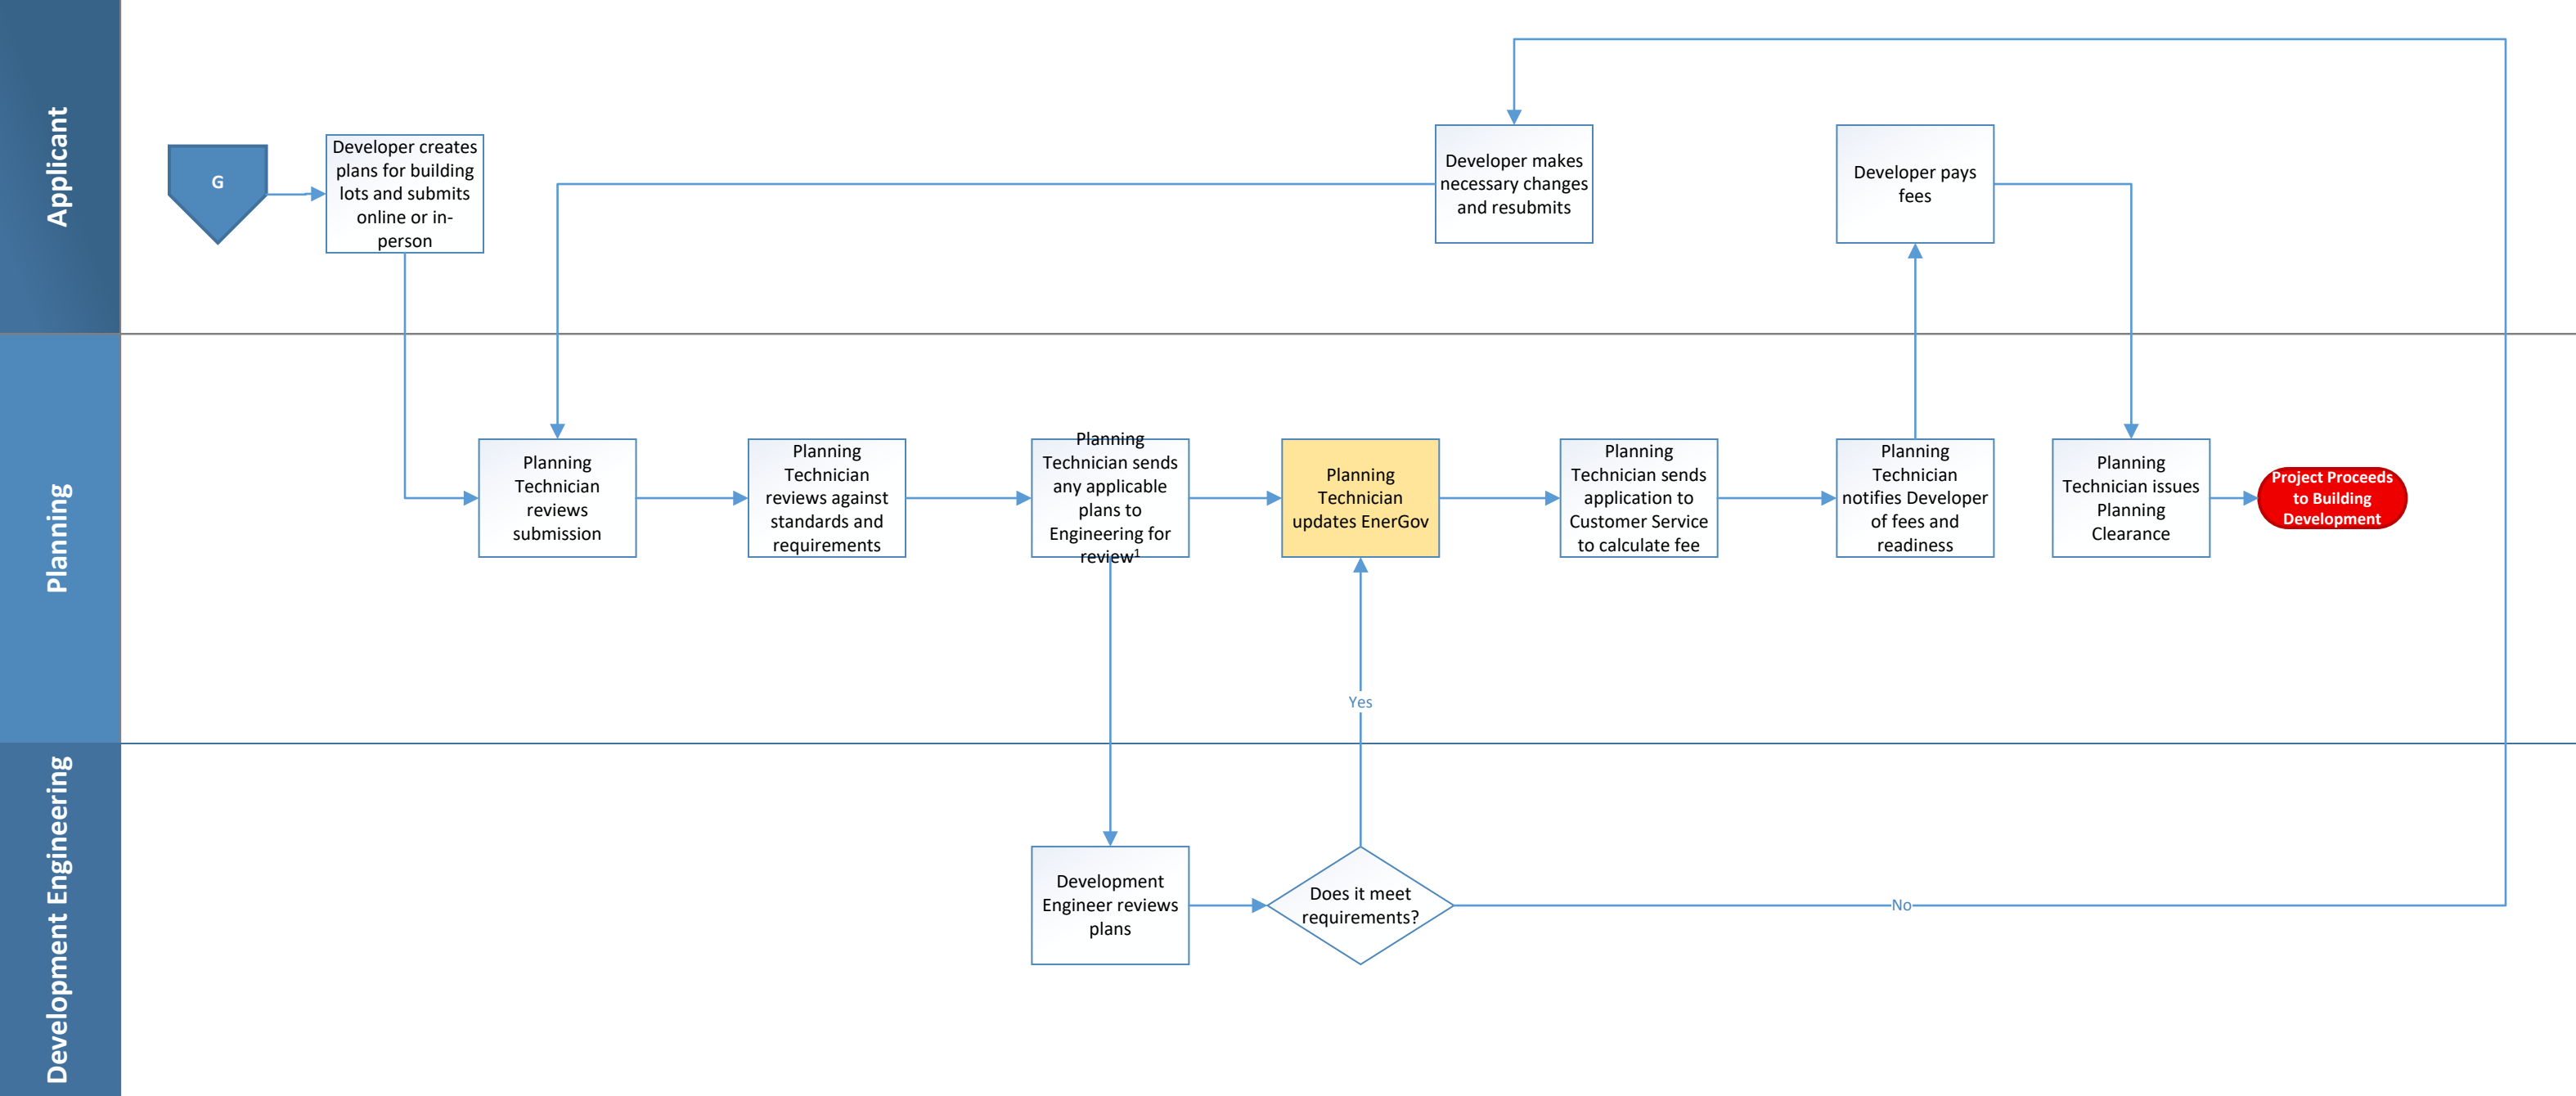 Applicant
G
Developer creates
plans for building
lots and submits
online or in-
person
Developer makes
necessary changes
and resubmits
Developer pays
fees
Planning
Planning
Technician
reviews
submission
Planning
Technician
reviews against
standards and
requirements
Planning
Technician sends
any applicable
plans to
Engineering for
review¹
Planning
Technician
updates EnerGov
Planning
Technician sends
application to
Customer Service
to calculate fee
Planning
Technician
notifies Developer
of fees and
readiness
Planning
Technician issues
Planning
Clearance
Project Proceeds
to Building
Development
Yes
Development Engineering
Development
Engineer reviews
plans
Does it meet
requirements?
No